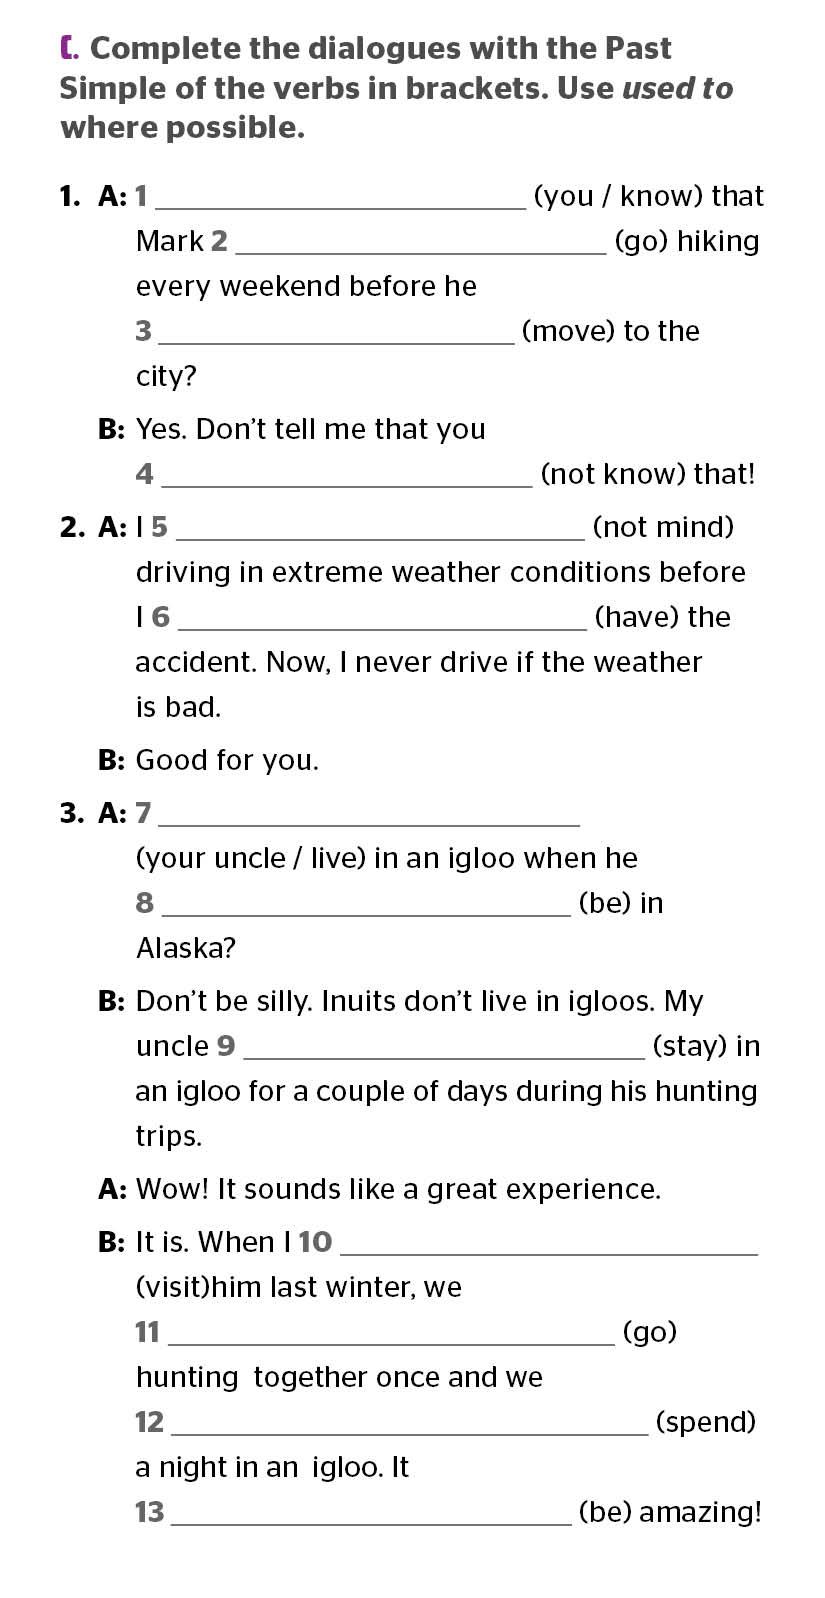 C. Complete the dialogues with the Past
Simple of the verbs in brackets. Use used to
where possible.
1. A: 1 ______________________ (you / know) that
Mark 2 ______________________ (go) hiking
every weekend before he
3 ______________________ (move) to the
city?
B: Yes. Don’t tell me that you
4 ______________________ (not know) that!
2. A: I 5 ______________________ (not mind)
driving in extreme weather conditions before
I 6 ______________________ (have) the
accident. Now, I never drive if the weather
is bad.
B: Good for you.
3. A: 7 ______________________
(your uncle / live) in an igloo when he
8 ______________________ (be) in
Alaska?
B: Don’t be silly. Inuits don’t live in igloos. My
uncle 9 ______________________ (stay) in
an igloo for a couple of days during his hunting
trips.
A: Wow! It sounds like a great experience.
B: It is. When I 10 ______________________
(visit)him last winter, we
11 ______________________ (go)
hunting together once and we
12 ______________________ (spend)
a night in an igloo. It
13 ______________________ (be) amazing!